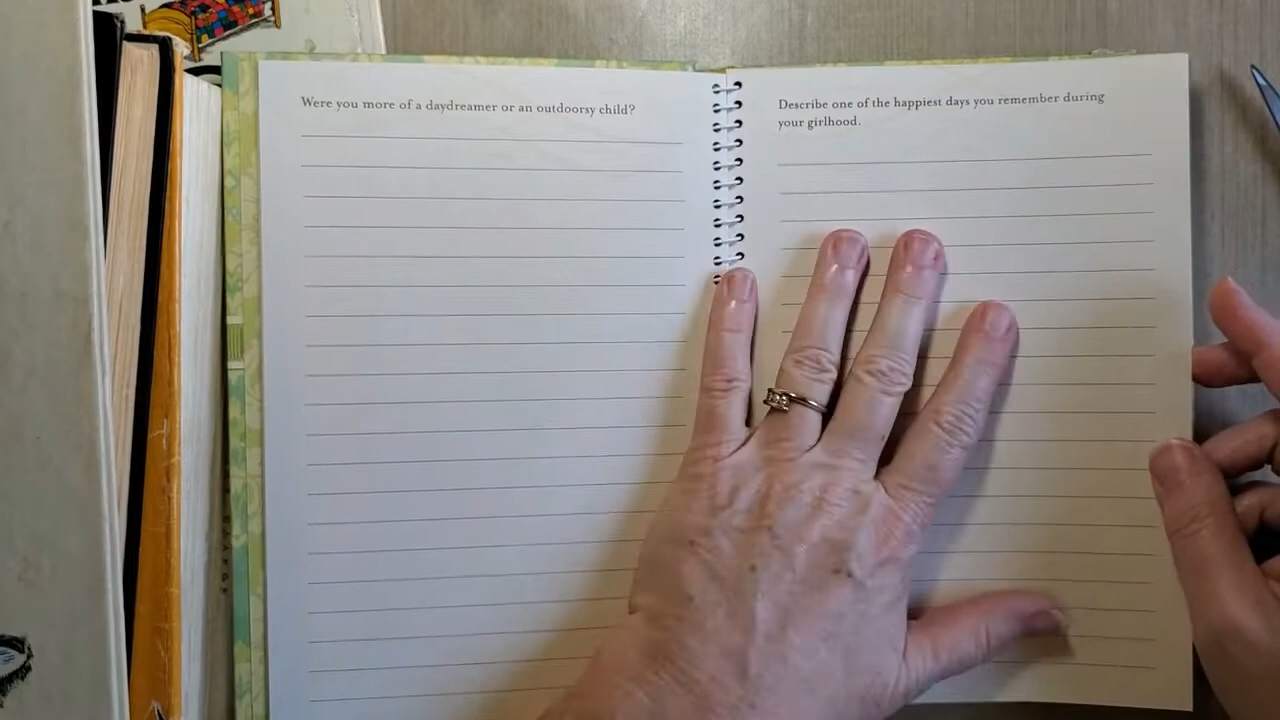 Were you more of a daydreamer or an outdoorsy child?
Describe one of the happiest days you remember during
your girlhood.